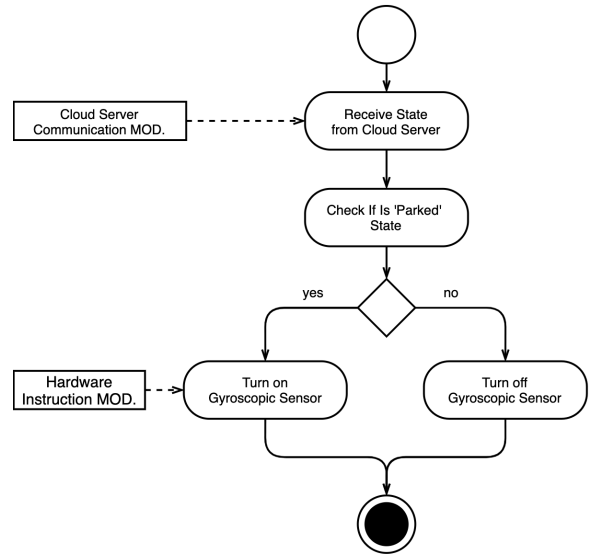 Cloud Server
Communication MOD.
Receive State
from Cloud Server
Check If Is 'Parked'
State
yes
no
Hardware
Instruction MOD.
Turn on
Gyroscopic Sensor
Turn off
Gyroscopic Sensor